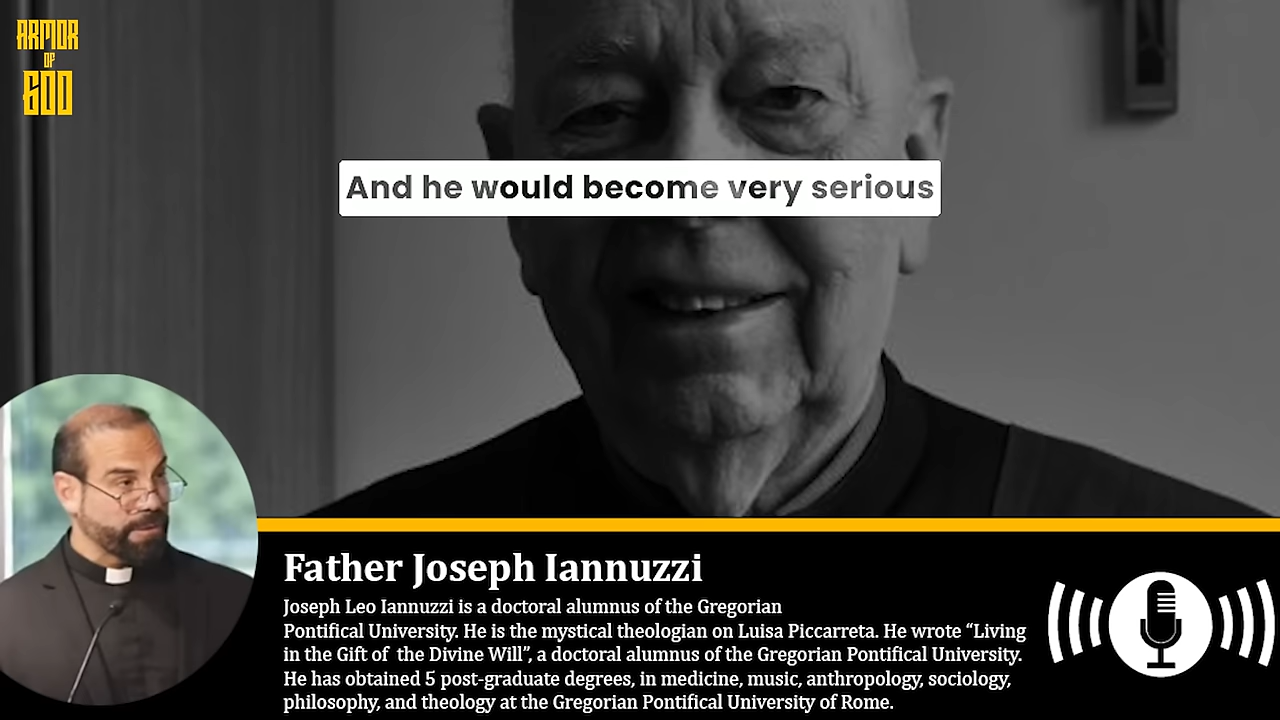 ARMOR
OF
GOD
And he would become very serious
Father Joseph Iannuzzi
Joseph Leo Iannuzzi is a doctoral alumnus of the Gregorian
Pontifical University. He is the mystical theologian on Luisa Piccarreta. He wrote “Living
in the Gift of the Divine Will”, a doctoral alumnus of the Gregorian Pontifical University.
He has obtained 5 post-graduate degrees, in medicine, music, anthropology, sociology,
philosophy, and theology at the Gregorian Pontifical University of Rome.